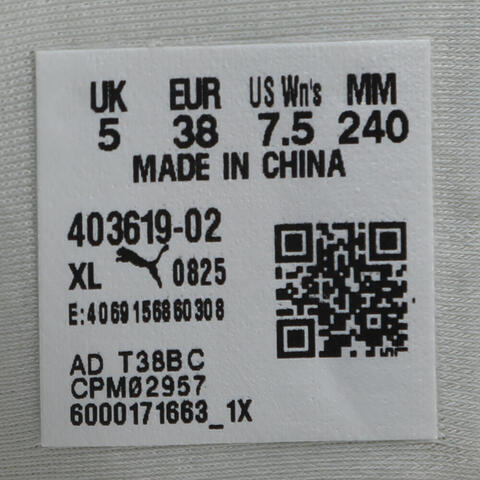 UK EUR US Wn's MM
5 38 7.5 240
MADE IN CHINA
403619-02
XL 0825
E:4069156860308
AD T38BC
CPMØ2957
6000171663_1X